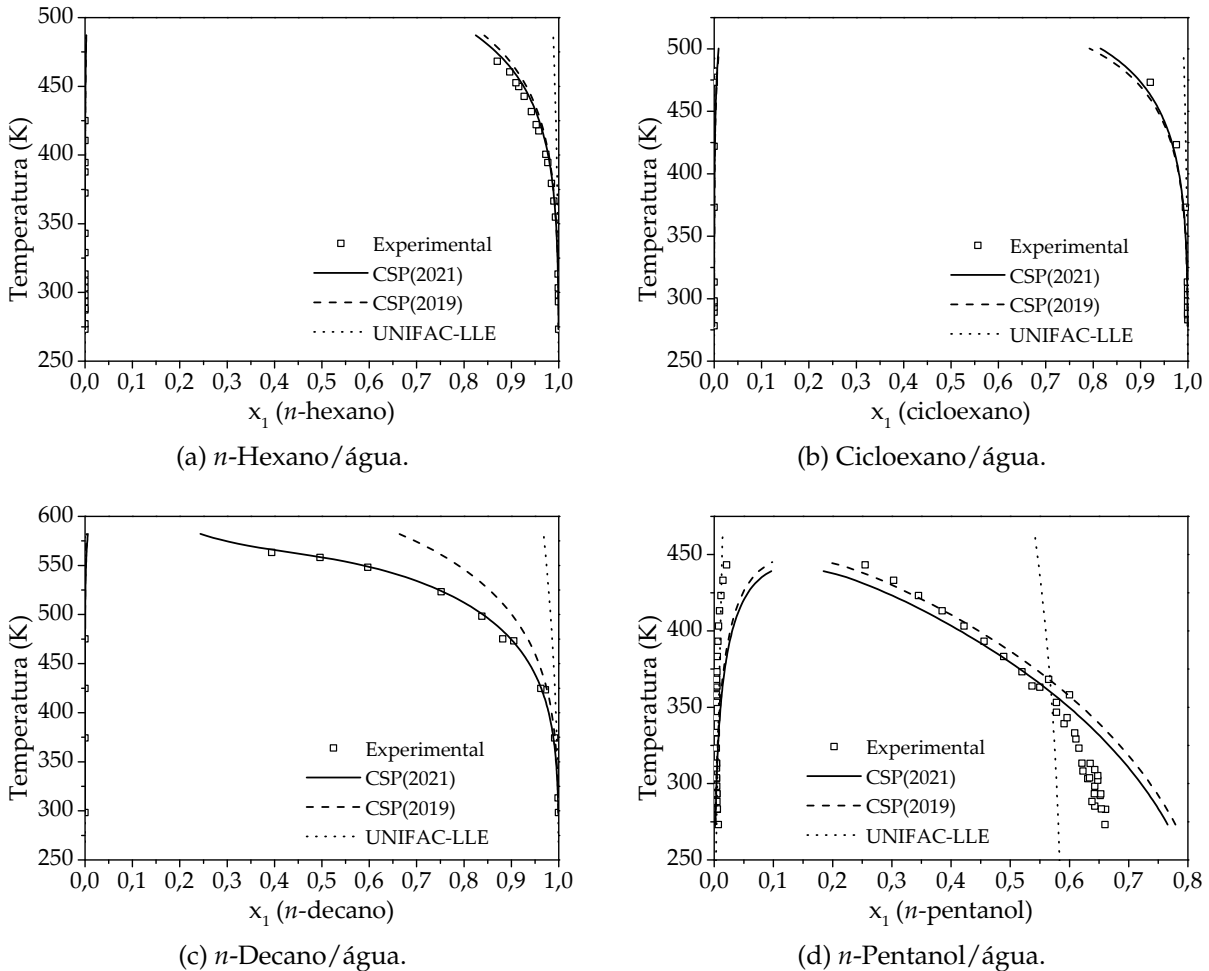 500
450
400
350
300
250
Temperatura (K)
Experimental
CSP(2021)
CSP(2019)
UNIFAC-LLE
0,0 0,1 0,2 0,3 0,4 0,5 0,6 0,7 0,8 0,9 1,0
x1 (n-hexano)
(a) n-Hexano/água.
500
450
400
350
300
250
Temperatura (K)
Experimental
CSP(2021)
CSP(2019)
UNIFAC-LLE
0,0 0,1 0,2 0,3 0,4 0,5 0,6 0,7 0,8 0,9 1,0
x1 (cicloexano)
(b) Cicloexano/água.
600
550
500
450
400
350
300
250
Temperatura (K)
Experimental
CSP(2021)
CSP(2019)
UNIFAC-LLE
0,0 0,1 0,2 0,3 0,4 0,5 0,6 0,7 0,8 0,9 1,0
x1 (n-decano)
(c) n-Decano/água.
450
400
350
300
250
Temperatura (K)
Experimental
CSP(2021)
CSP(2019)
UNIFAC-LLE
0,0 0,1 0,2 0,3 0,4 0,5 0,6 0,7 0,8
x1 (n-pentanol)
(d) n-Pentanol/água.